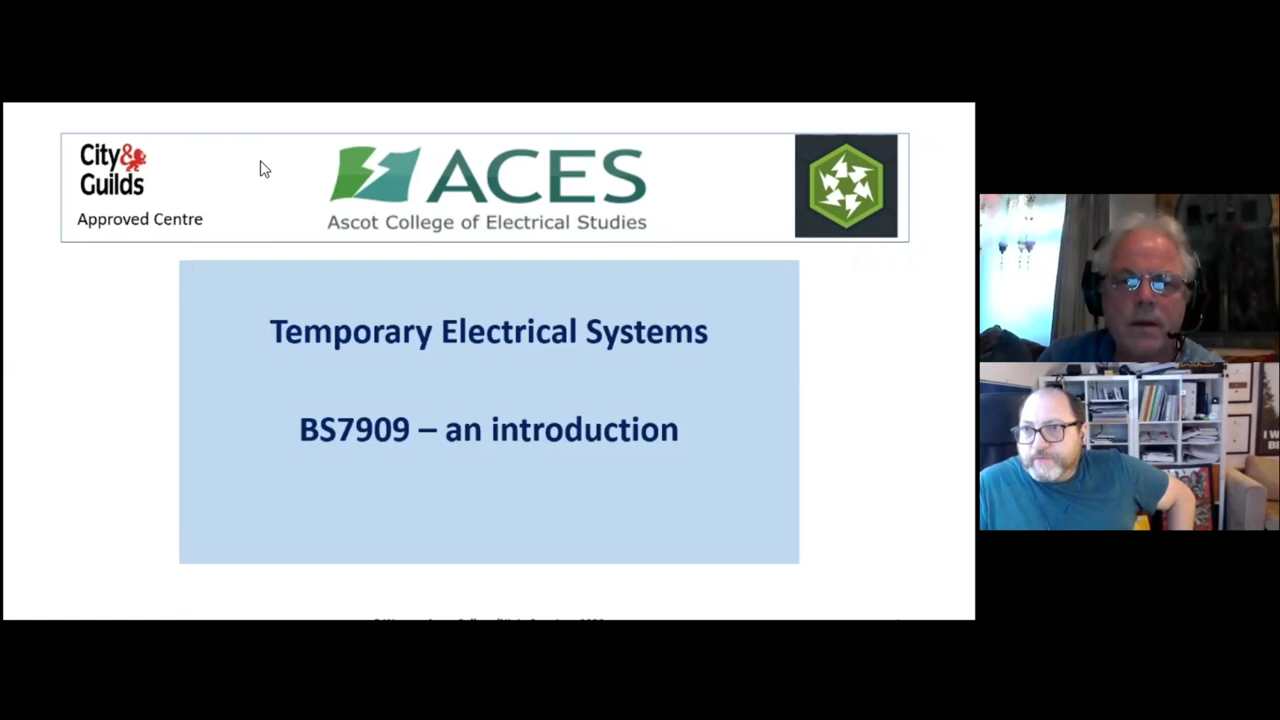 City&
Guilds
Approved Centre
ACES
Ascot College of Electrical Studies
Temporary Electrical Systems
BS7909 – an introduction